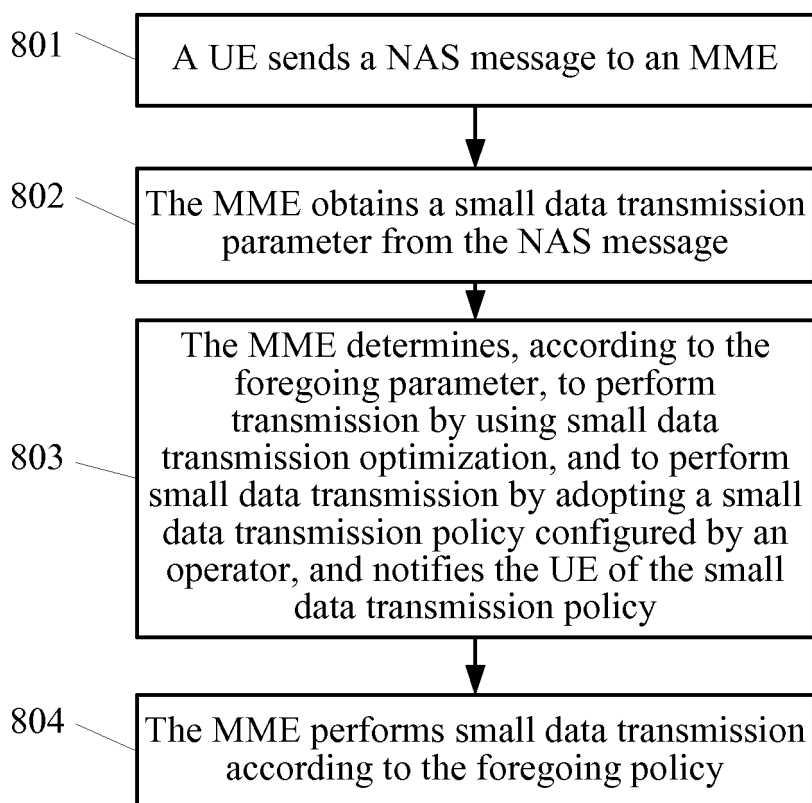 801
A UE sends a NAS message to an MME
802
The MME obtains a small data transmission
parameter from the NAS message
803
The MME determines, according to the
foregoing parameter, to perform
transmission by using small data
transmission optimization, and to perform
small data transmission by adopting a small
data transmission policy configured by an
operator, and notifies the UE of the small
data transmission policy
804
The MME performs small data transmission
according to the foregoing policy